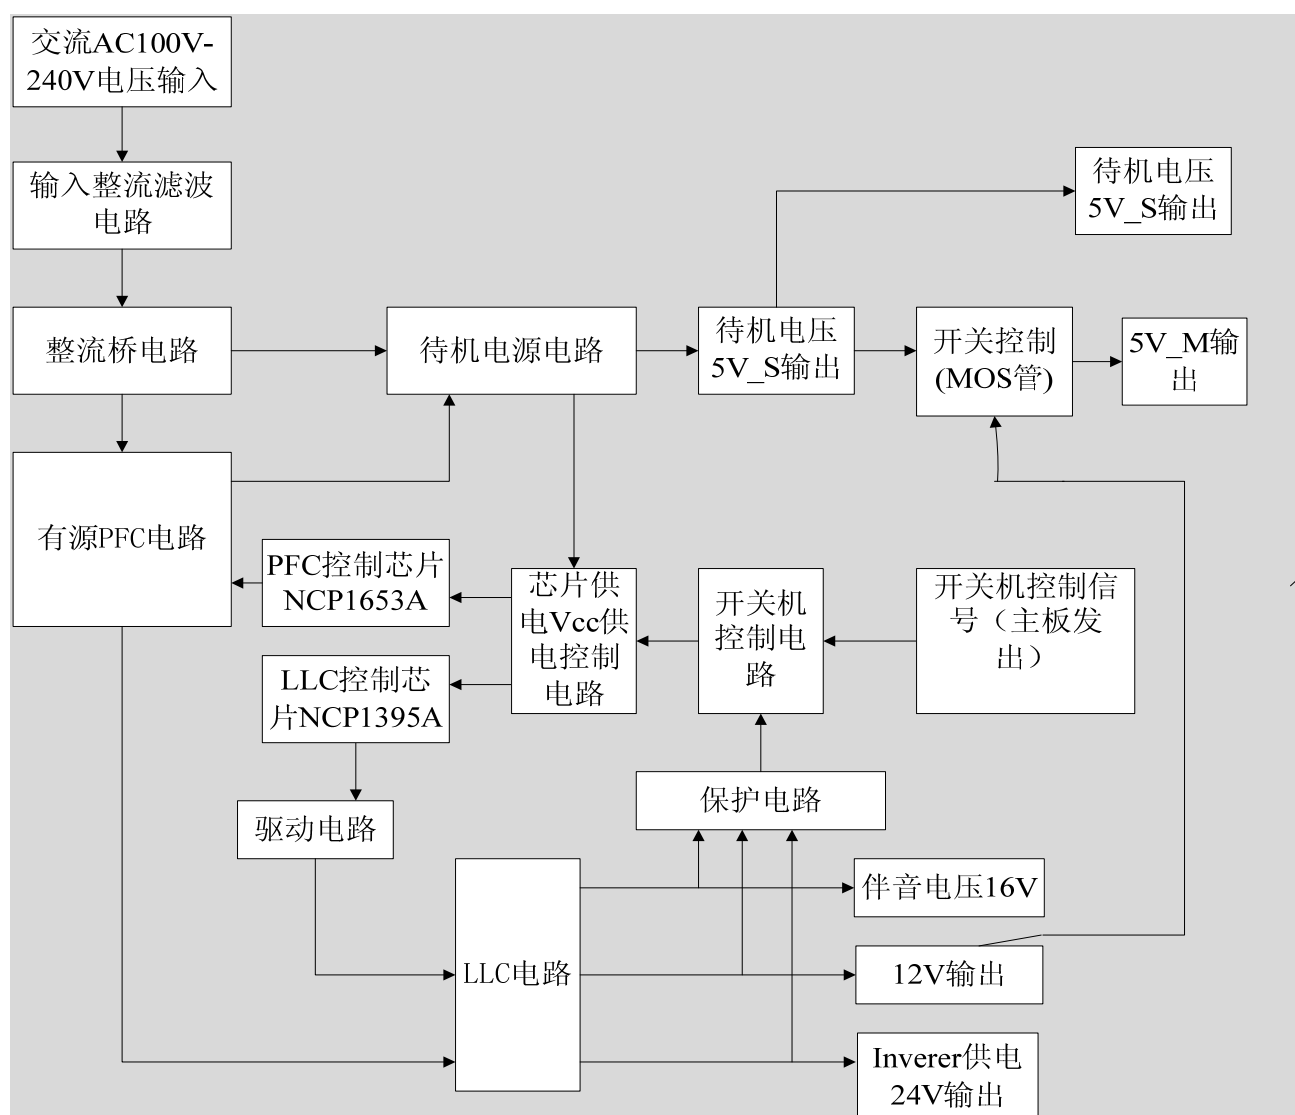 交流AC100V-
240V电压输入
输入整流滤波
电路
待机电压
5V_S输出
整流桥电路
待机电源电路
待机电压
5V_S输出
开关控制
(MOS管)
5V_M输
出
有源PFC电路
PFC控制芯片
NCP1653A
芯片供
电Vcc供
电控制
电路
开关机
控制电
路
开关机控制信
号（主板发
出）
LLC控制芯
片NCP1395A
保护电路
驱动电路
伴音电压16V
LLC电路
12V输出
Inverer供电
24V输出